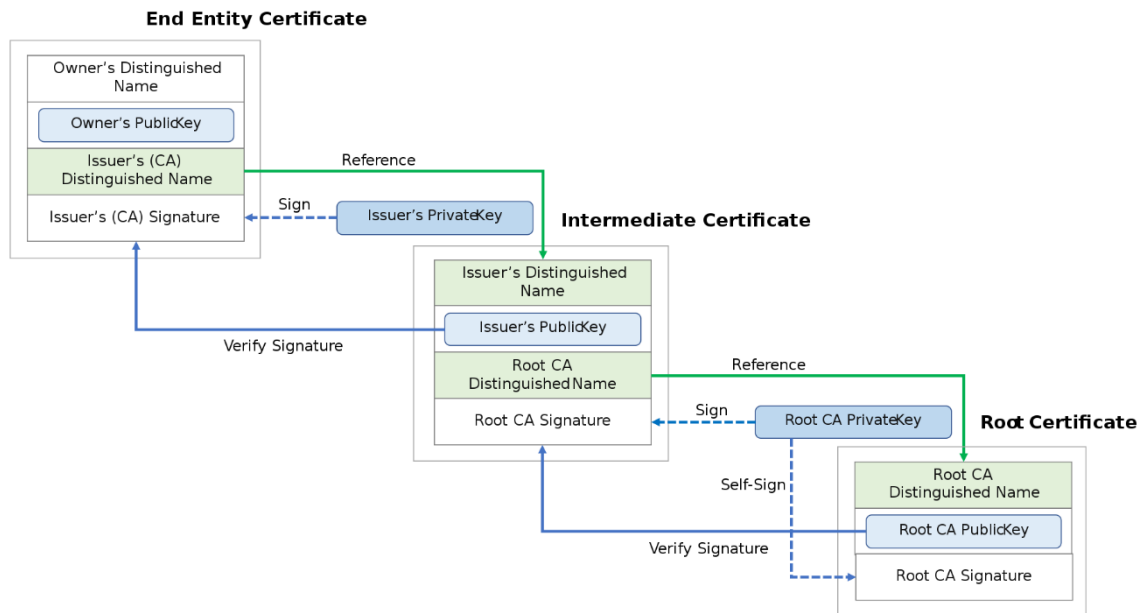 End Entity Certificate
Owner's Distinguished
Name
Owner's PublicKey
Issuer's (CA)
Distinguished Name
Issuer's (CA) Signature
Reference
Sign
Issuer's PrivateKey
Verify Signature
Intermediate Certificate
Issuer's Distinguished
Name
Issuer's PublicKey
Root CA
Distinguished Name
Root CA Signature
Reference
Sign
Root CA PrivateKey
Self-Sign
Verify Signature
Root Certificate
Root CA
Distinguished Name
Root CA PublicKey
Root CA Signature